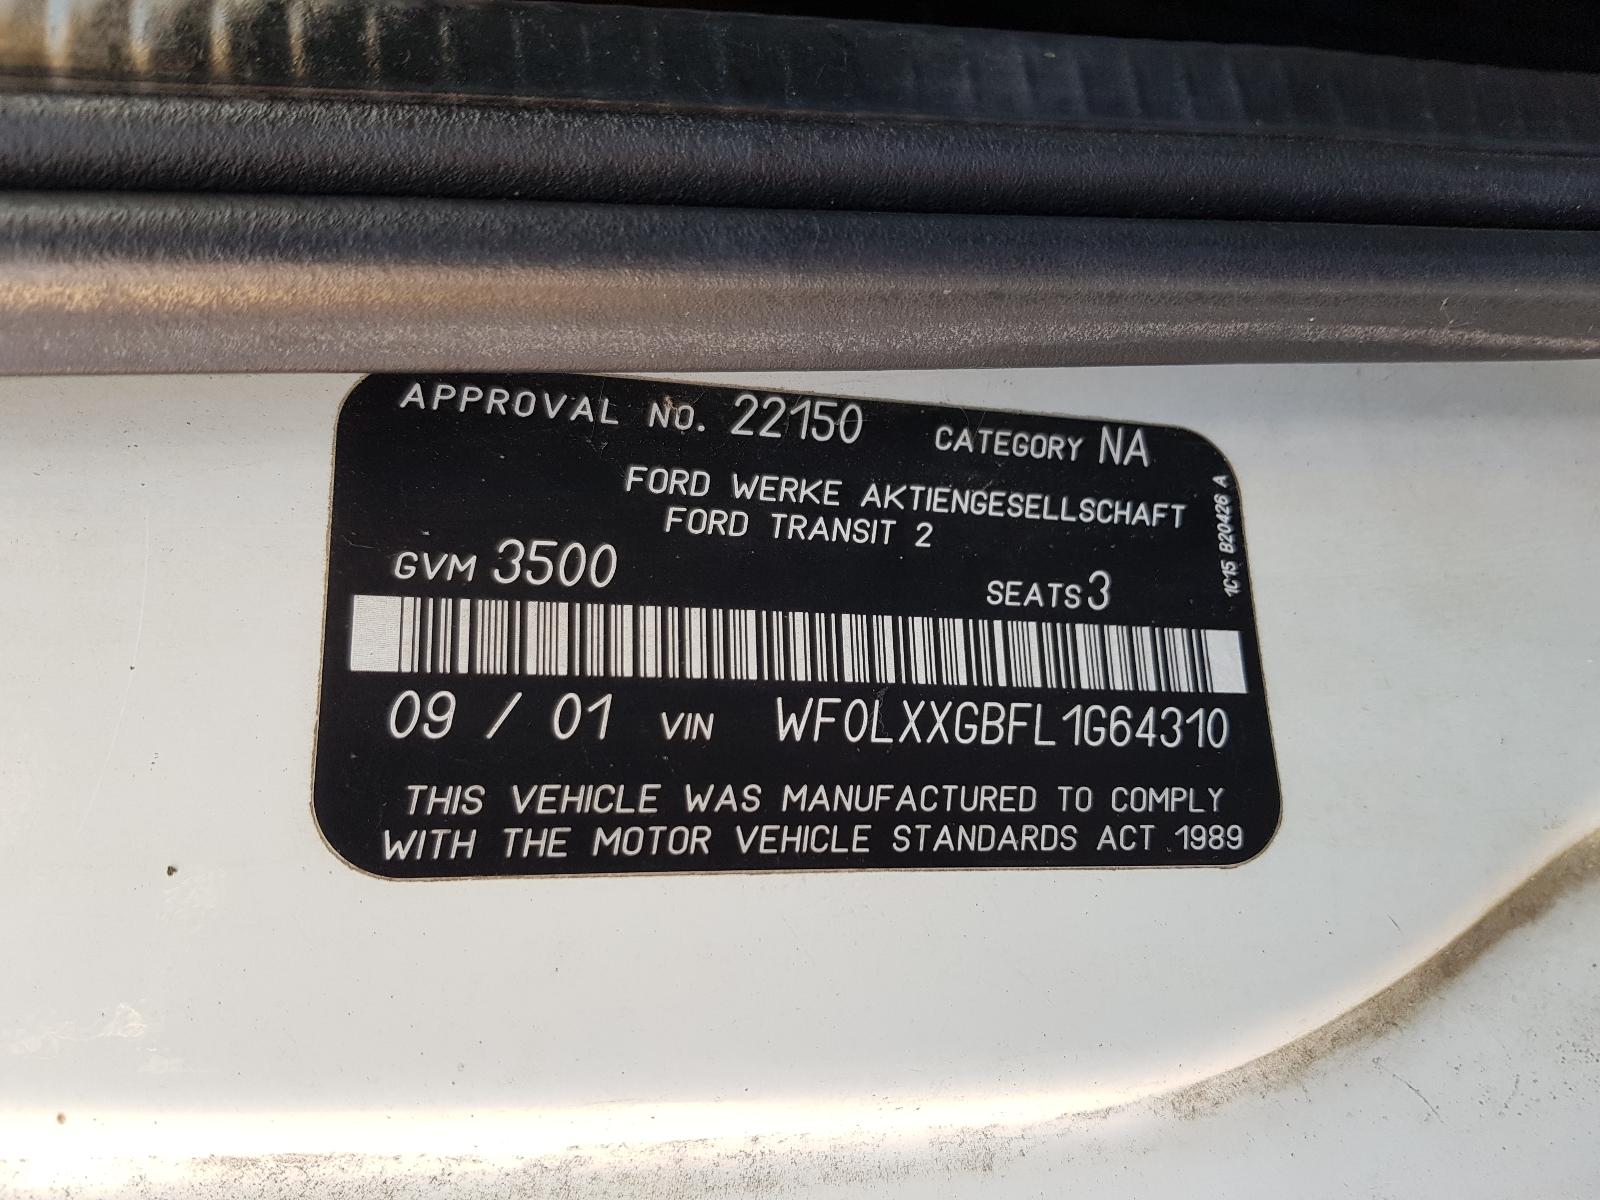 APPROVAL NO. 22150 CATEGORY NA
FORD WERKE AKTIENGESELLSCHAFT
FORD TRANSIT 2
GVM 3500 SEATS 3
1C15 B20426 A
09 / 01 VIN WF0LXXGBFL1G64310
THIS VEHICLE WAS MANUFACTURED TO COMPLY
WITH THE MOTOR VEHICLE STANDARDS ACT 1989